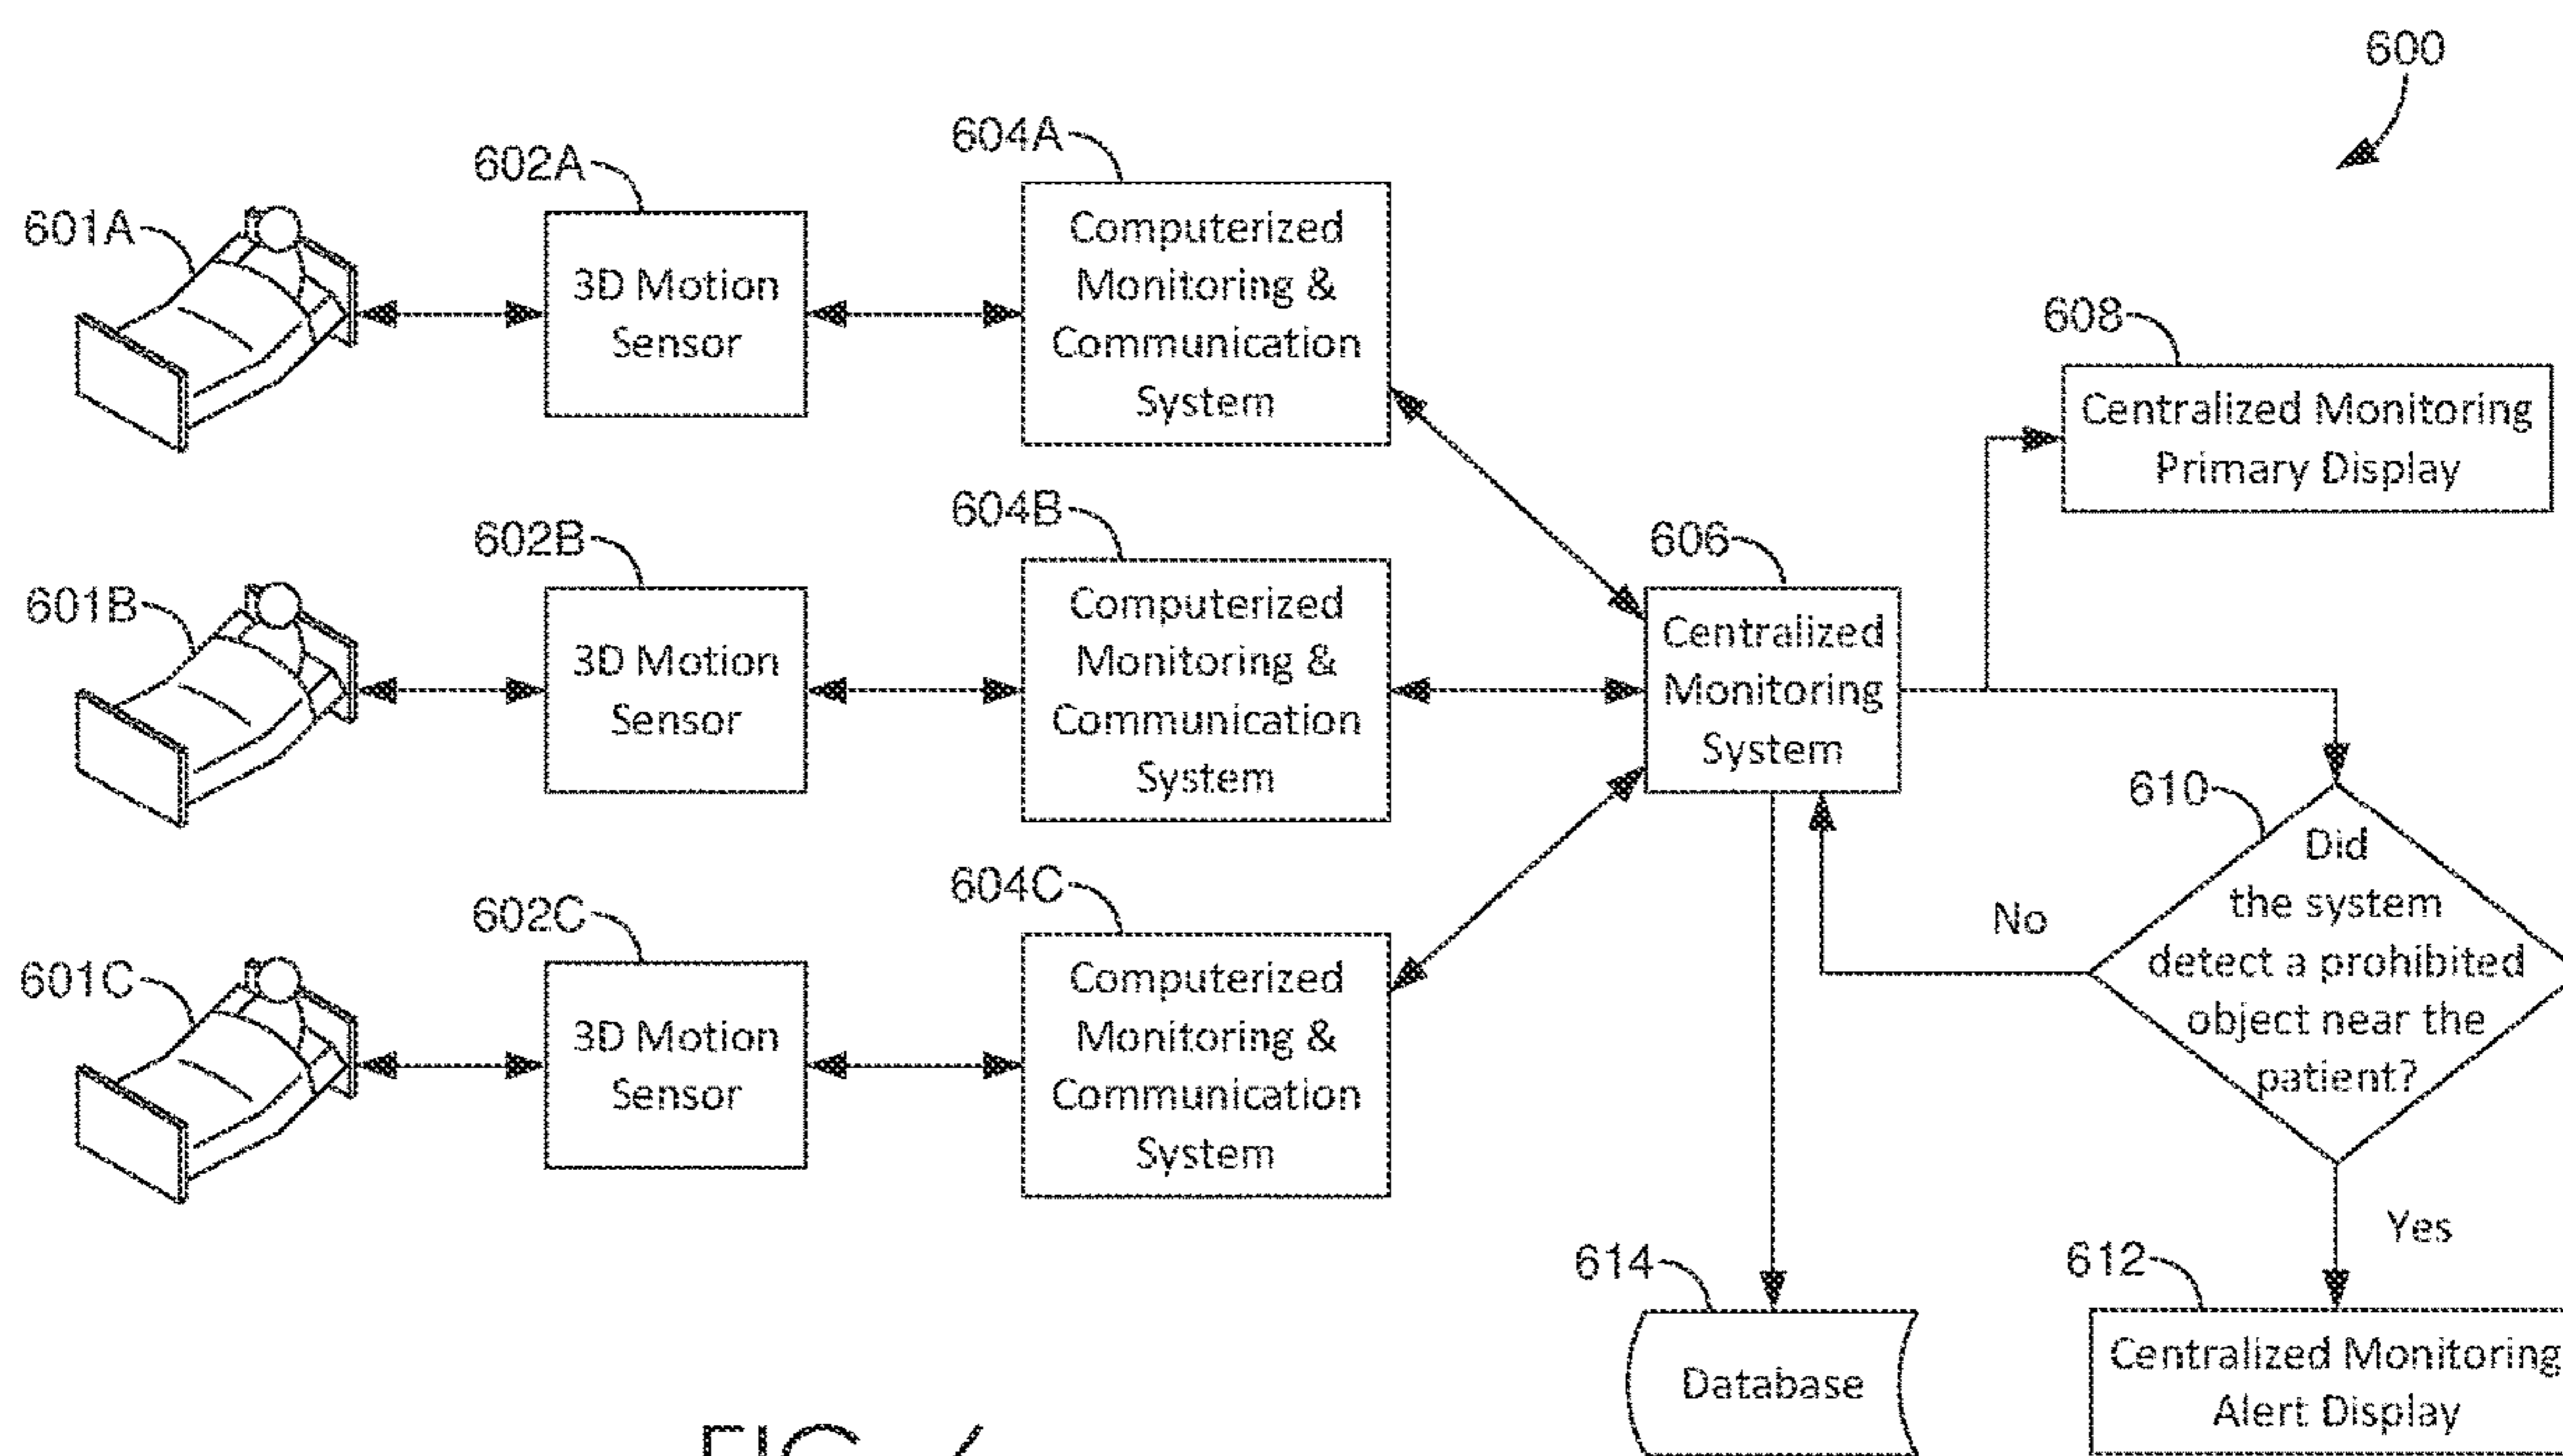 600
601A
602A
3D Motion
Sensor
604A
Computerized
Monitoring &
Communication
System
608
Centralized Monitoring
Primary Display
601B
602B
3D Motion
Sensor
604B
Computerized
Monitoring &
Communication
System
606
Centralized
Monitoring
System
610
Did
the system
detect a prohibited
object near the
patient?
No
Yes
601C
602C
3D Motion
Sensor
604C
Computerized
Monitoring &
Communication
System
614
Database
612
Centralized Monitoring
Alert Display
FIG.